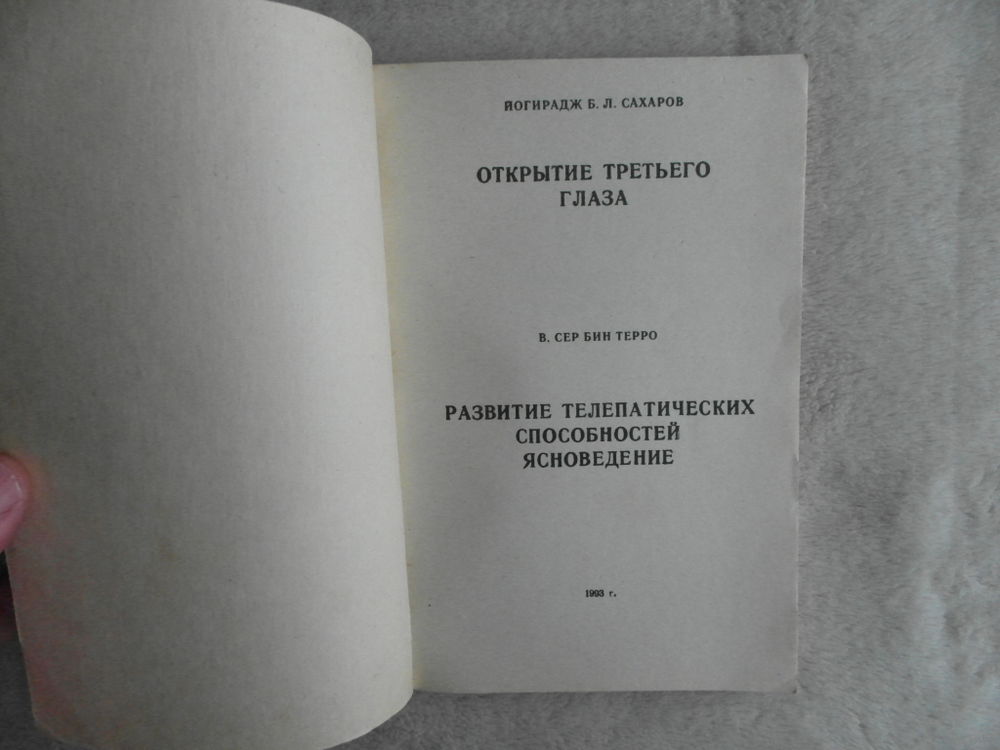 ЙОГИРАДЖ Б. Л. САХАРОВ
ОТКРЫТИЕ ТРЕТЬЕГО
ГЛАЗА
В. СЕР БИН ТЕРРО
РАЗВИТИЕ ТЕЛЕПАТИЧЕСКИХ
СПОСОБНОСТЕЙ
ЯСНОВЕДЕНИЕ
1993 г.